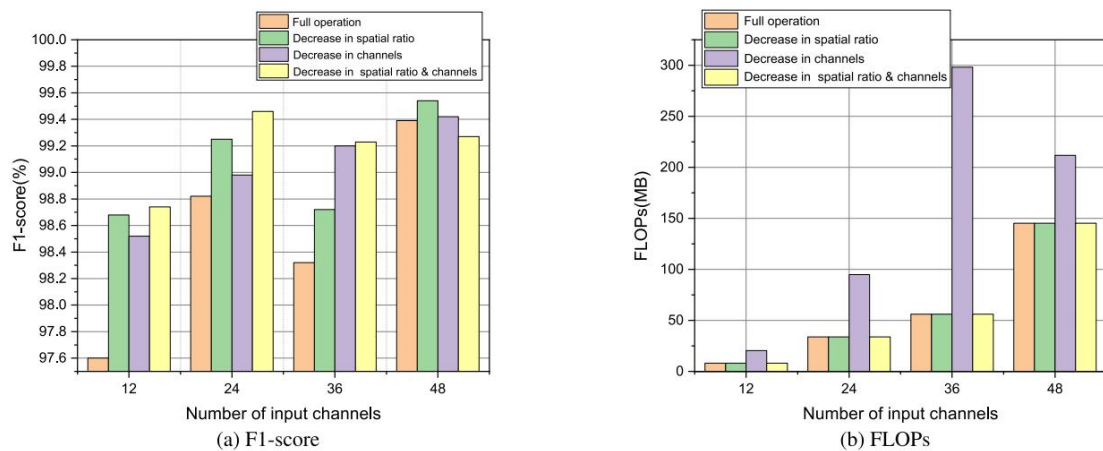 Full operation
Decrease in spatial ratio
Decrease in channels
Decrease in spatial ratio & channels
100.0
99.8
99.6
99.4
99.2
99.0
98.8
98.6
98.4
98.2
98.0
97.8
97.6
F1-score(%)
12 24 36 48
Number of input channels
(a) F1-score
Full operation
Decrease in spatial ratio
Decrease in channels
Decrease in spatial ratio & channels
300
250
200
150
100
50
0
FLOPs(MB)
12 24 36 48
Number of input channels
(b) FLOPs